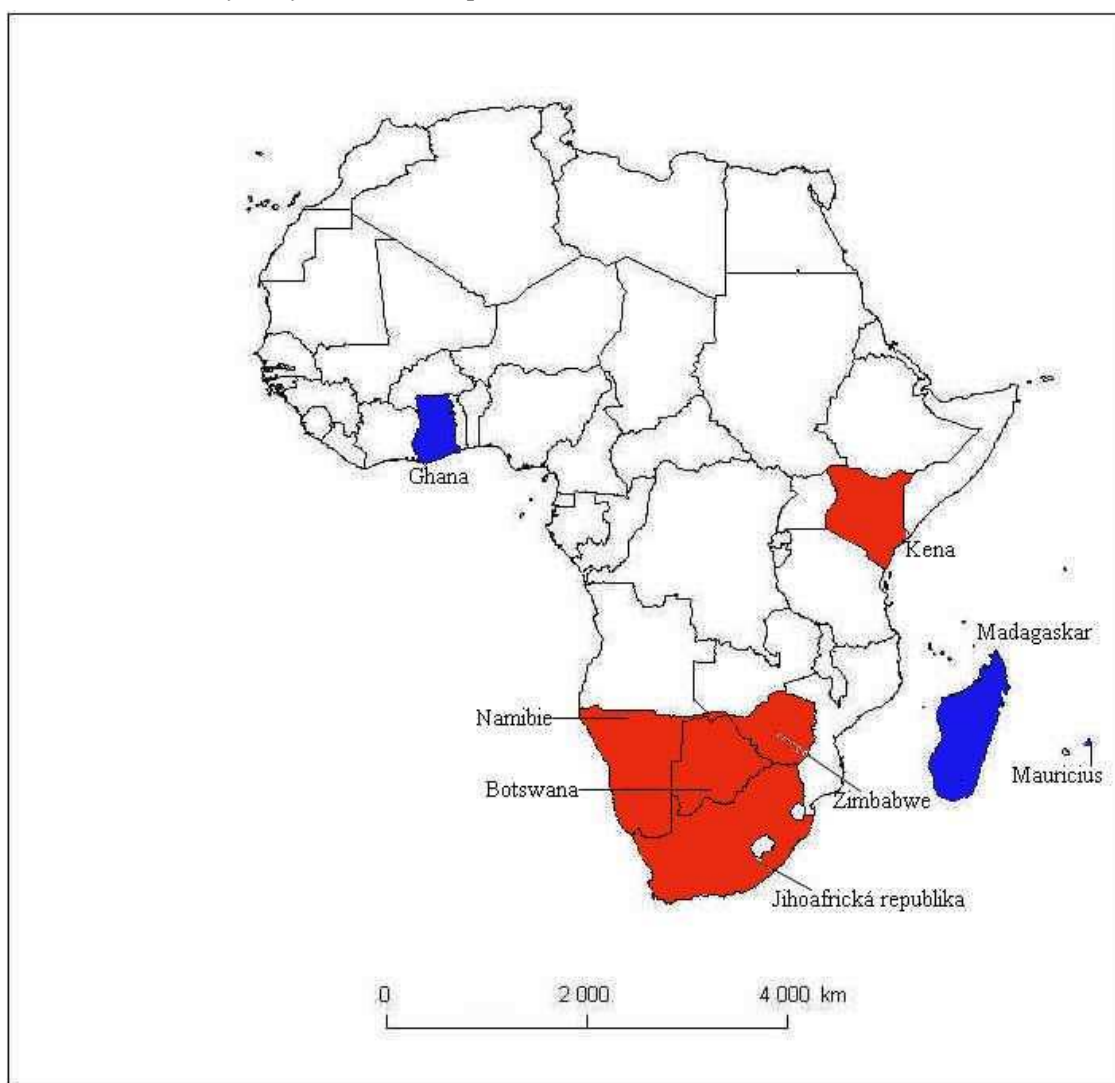 Ghana
Kena
Madagaskar
Namibie
Mauricius
Botswana
Zimbabwe
Jihoafrická republika
0 2 000 4 000 km